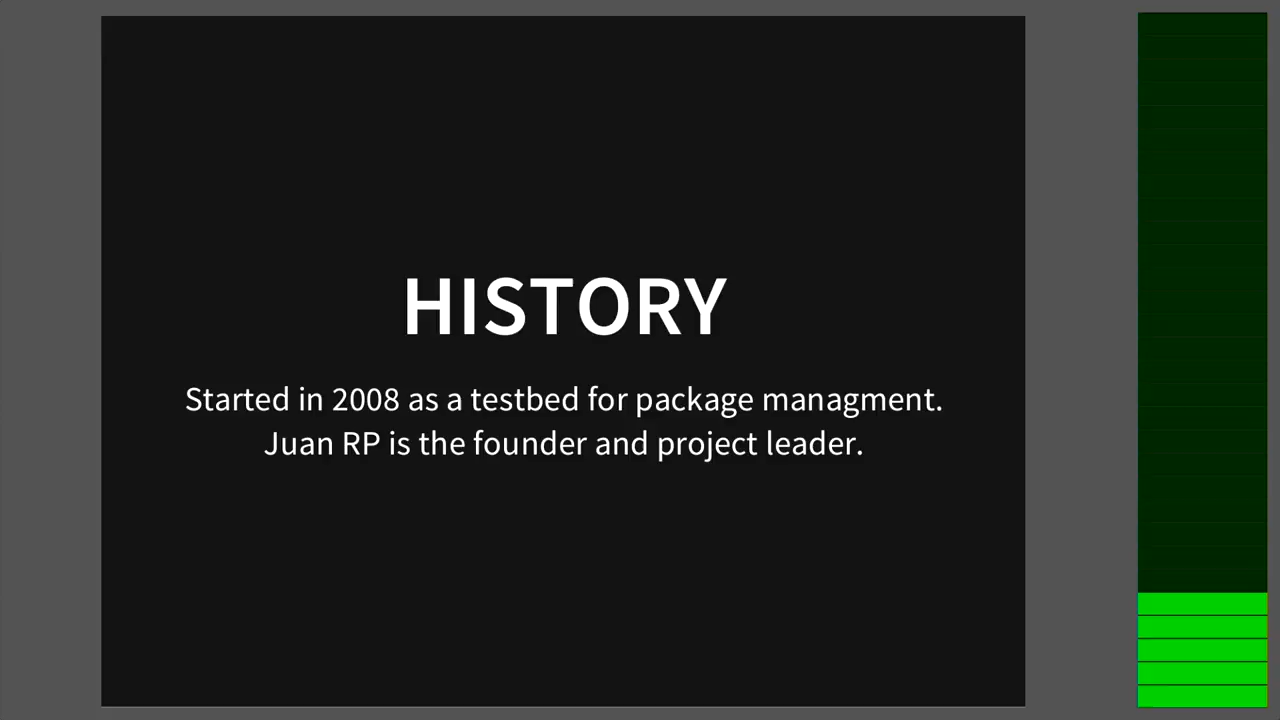 HISTORY
Started in 2008 as a testbed for package managment.
Juan RP is the founder and project leader.